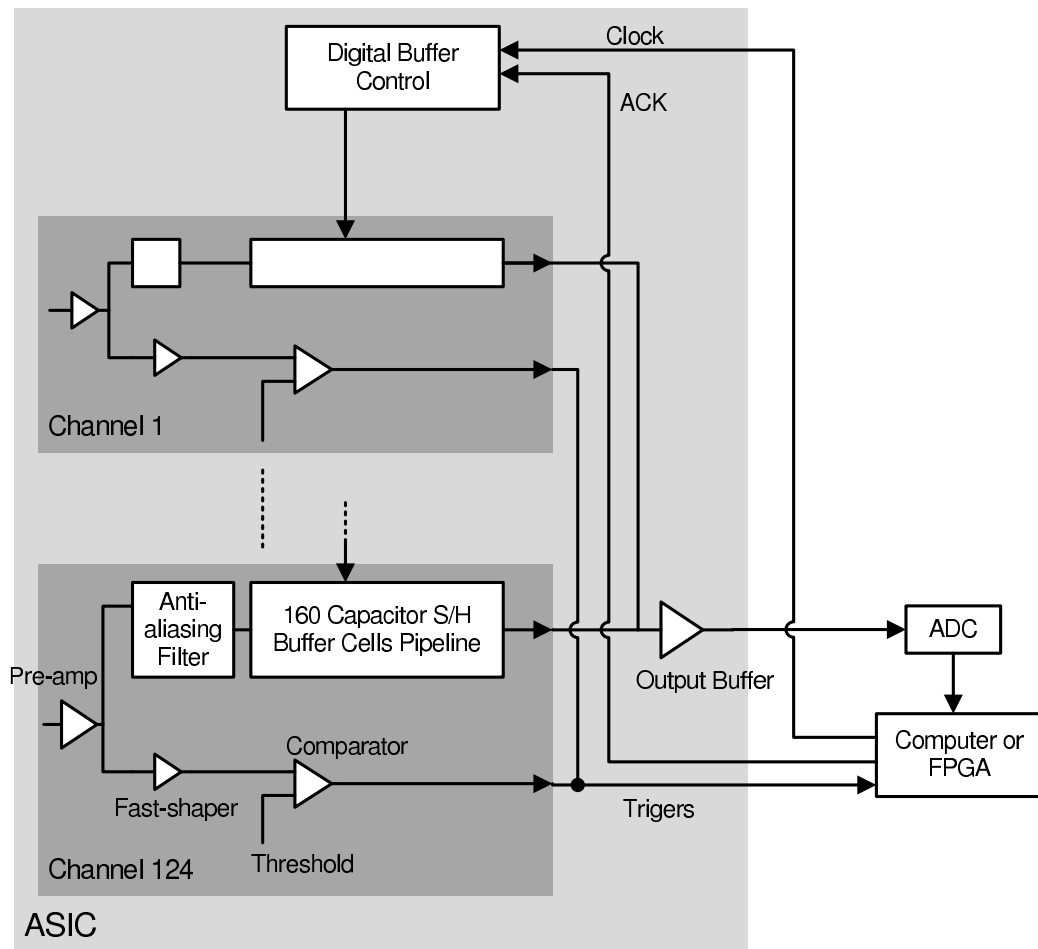 Clock
Digital Buffer
Control
ACK
Channel 1
Anti-
aliasing
Filter
160 Capacitor S/H
Buffer Cells Pipeline
ADC
Pre-amp
Output Buffer
Comparator
Computer or
FPGA
Fast-shaper
Trigers
Threshold
Channel 124
ASIC